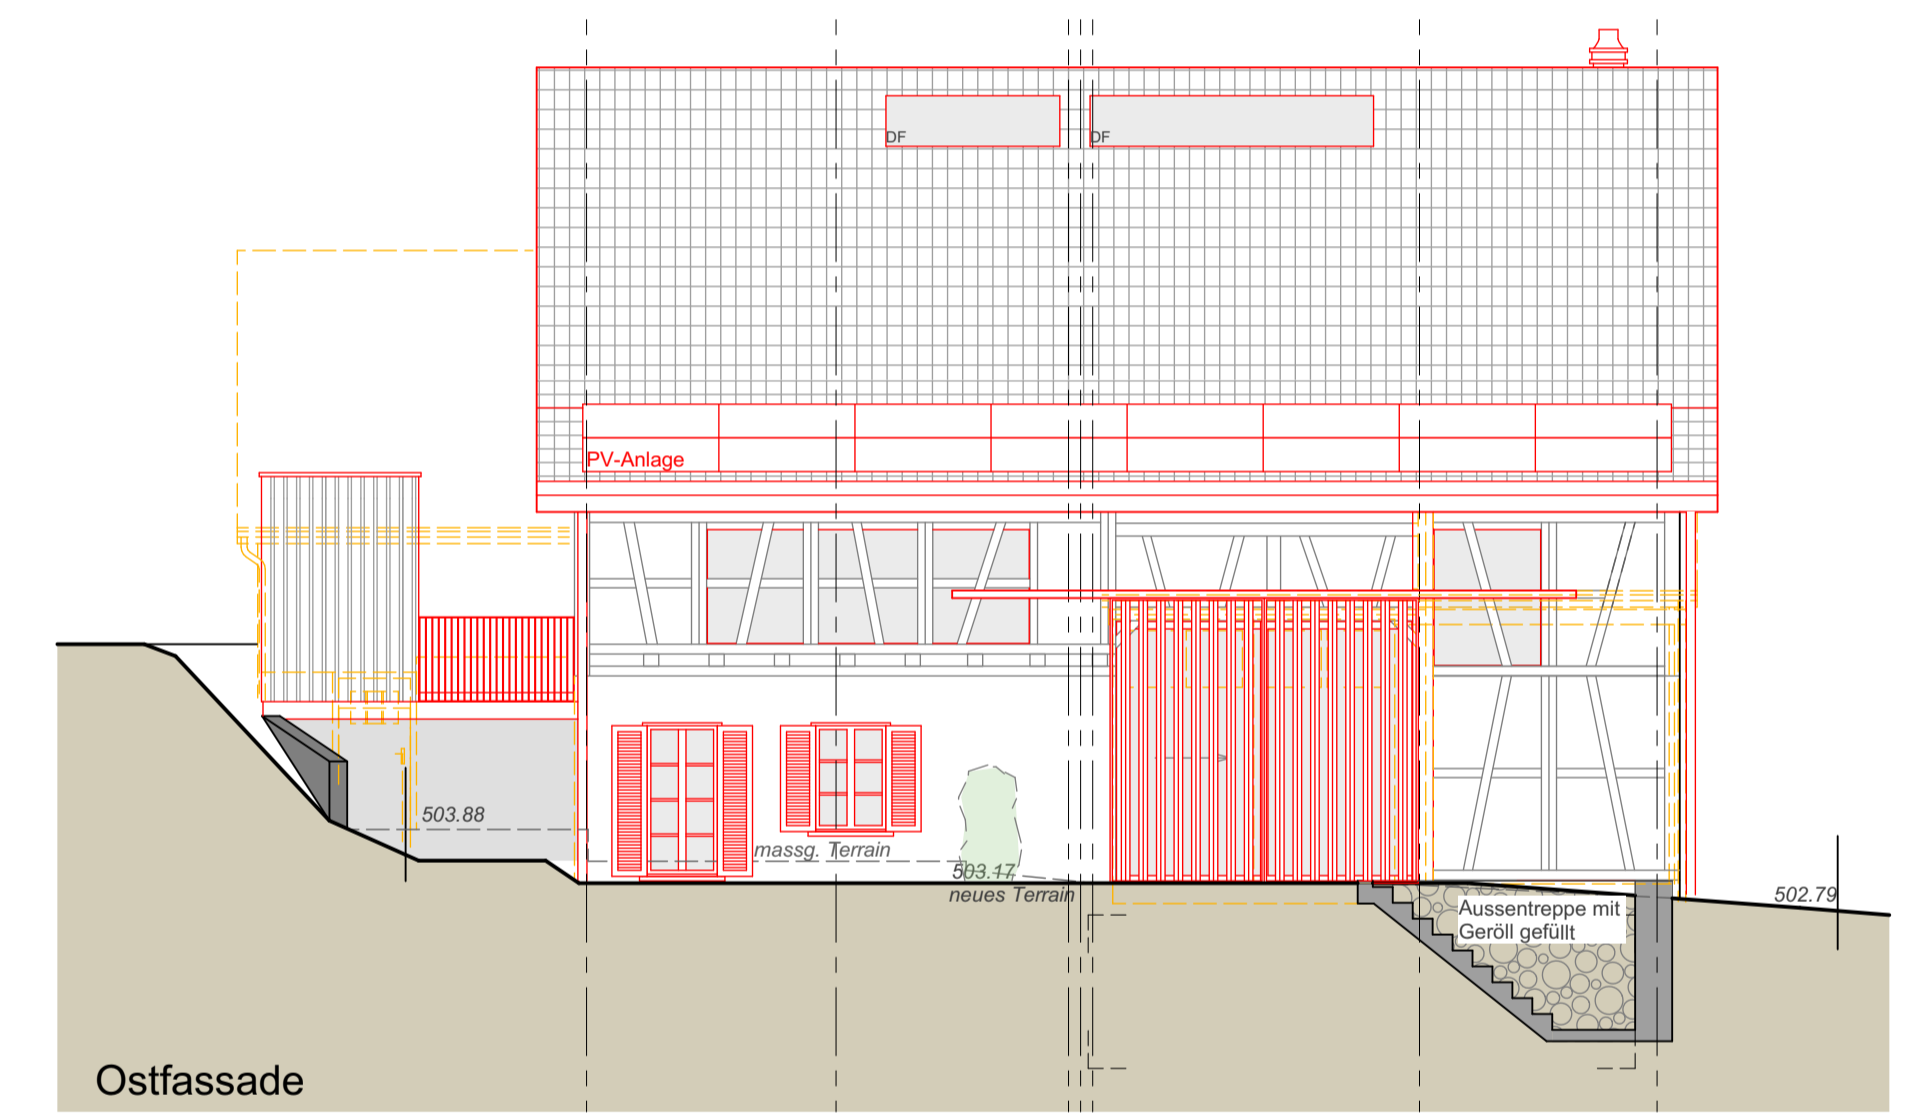 DF
DF
PV-Anlage
503.88
massg. Terrain
503.17
neues Terrain
Aussentreppe mit
Geröll gefüllt
502.79
Ostfassade